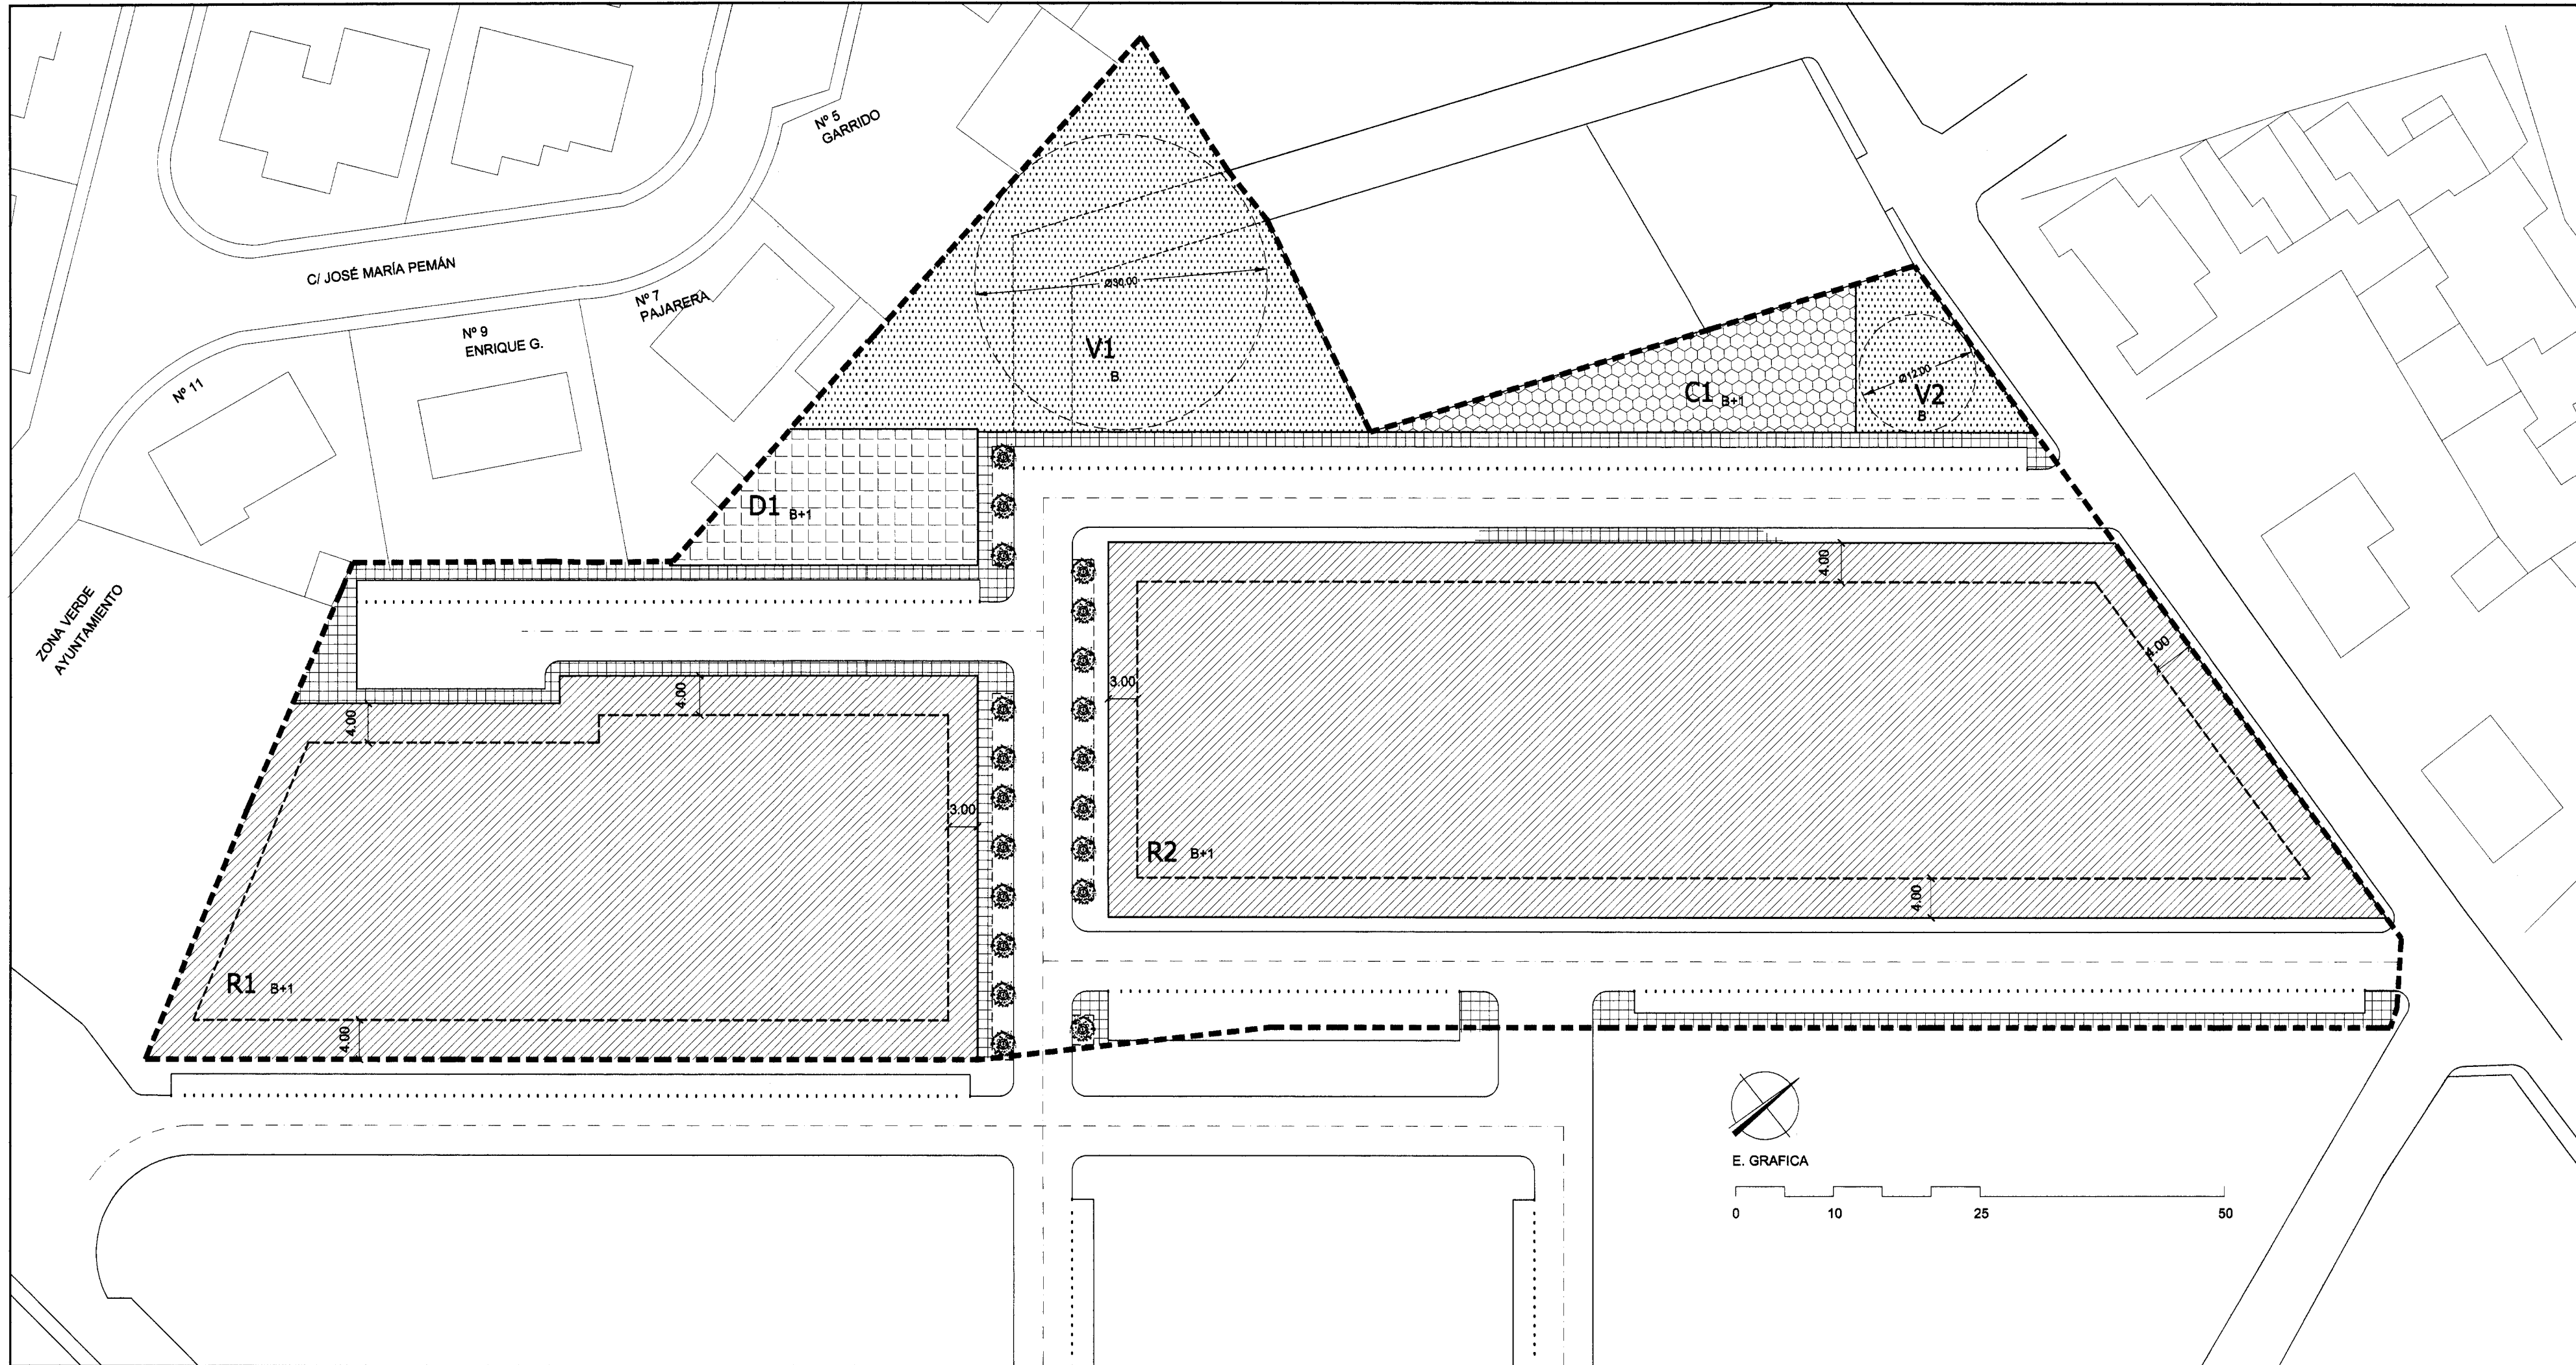 Nº 5
GARRIDO
C/ JOSÉ MARÍA PEMÁN
Nº 7
PAJARERA
Nº 9
ENRIQUE G.
Nº 11
Ø30.00
V1
B
C1 B+1
Ø12.00
V2
B
D1 B+1
ZONA VERDE
AYUNTAMIENTO
4.00
4.00
3.00
4.00
4.00
3.00
R2 B+1
4.00
R1 B+1
4.00
E. GRAFICA
0 10 25 50